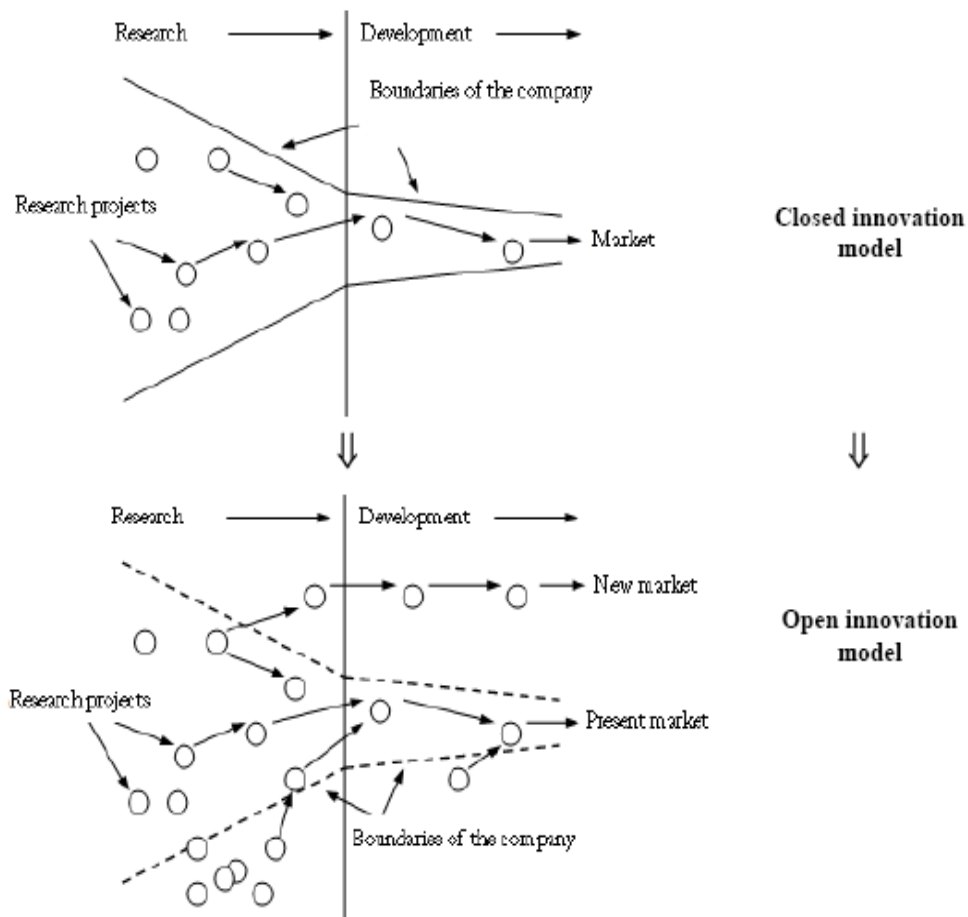 Research
Development
Boundaries of the company
Research projects
Market
Closed innovation
model
Research
Development
New market
Open innovation
model
Research projects
Present market
Boundaries of the company